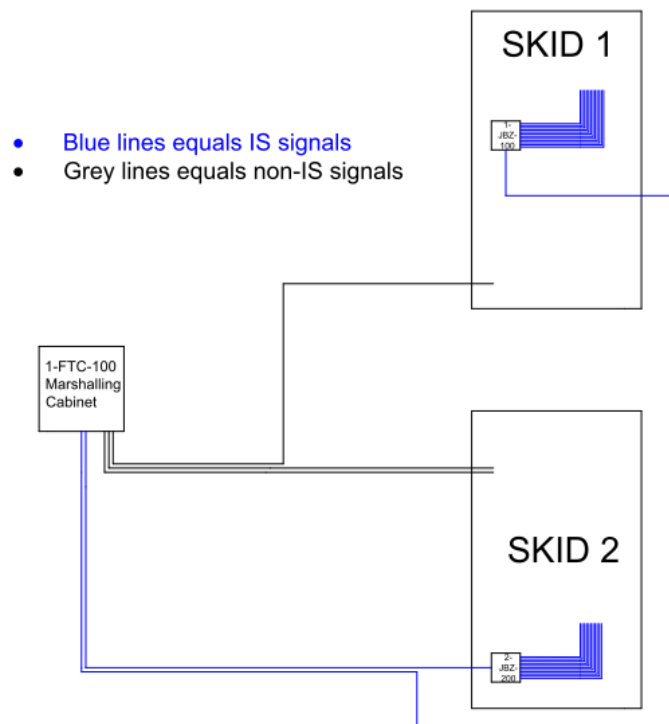 SKID 1
1-
JBZ-
100
• Blue lines equals IS signals
• Grey lines equals non-IS signals
1-FTC-100
Marshalling
Cabinet
SKID 2
2-
JBZ-
200